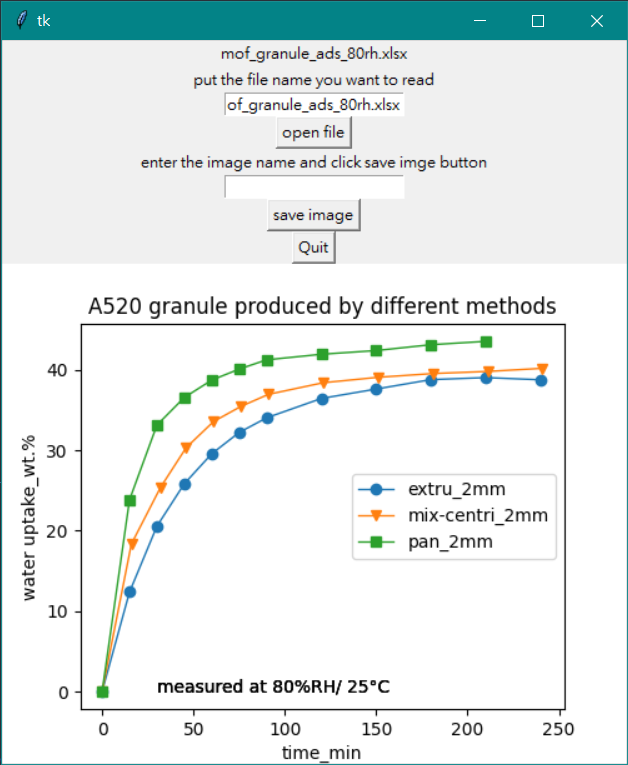 tk
mof_granule_ads_80rh.xlsx
put the file name you want to read
of_granule_ads_80rh.xlsx
open file
enter the image name and click save imge button
save image
Quit
A520 granule produced by different methods
40
30
20
10
0
water uptake_wt.%
extru_2mm
mix-centri_2mm
pan_2mm
measured at 80%RH/ 25°C
0 50 100 150 200 250
time_min